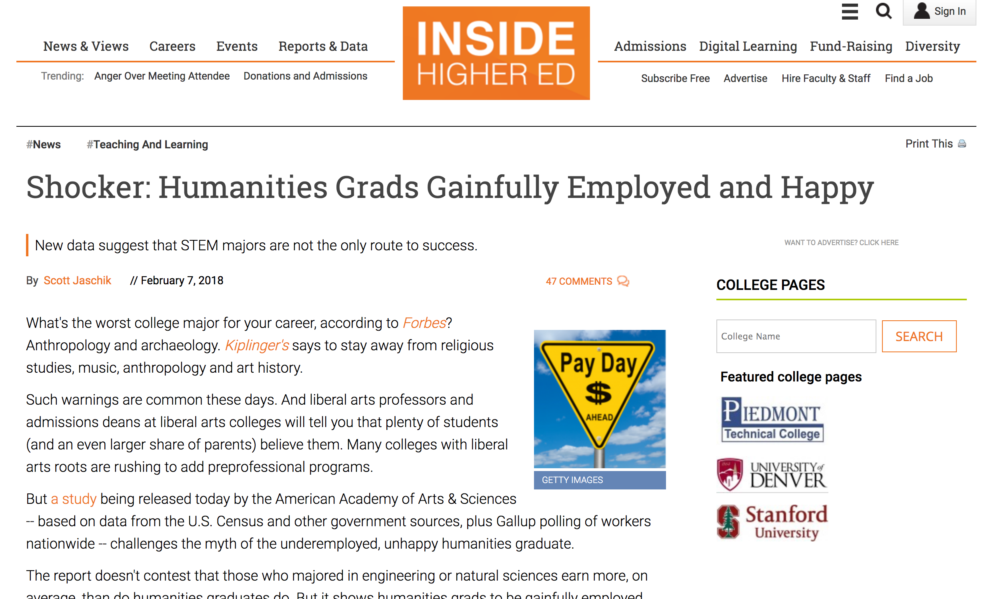 Sign In
News & Views Careers Events Reports & Data
INSIDE
HIGHER ED
Admissions Digital Learning Fund-Raising Diversity
Trending: Anger Over Meeting Attendee Donations and Admissions
Subscribe Free Advertise Hire Faculty & Staff Find a Job
#News #Teaching And Learning
Print This
Shocker: Humanities Grads Gainfully Employed and Happy
New data suggest that STEM majors are not the only route to success.
By Scott Jaschik // February 7, 2018
47 COMMENTS
What's the worst college major for your career, according to Forbes?
Anthropology and archaeology. Kiplinger's says to stay away from religious
studies, music, anthropology and art history.
Such warnings are common these days. And liberal arts professors and
admissions deans at liberal arts colleges will tell you that plenty of students
(and an even larger share of parents) believe them. Many colleges with liberal
arts roots are rushing to add preprofessional programs.
Pay Day
$
AHEAD
GETTY IMAGES
But a study being released today by the American Academy of Arts & Sciences
-- based on data from the U.S. Census and other government sources, plus Gallup polling of workers
nationwide -- challenges the myth of the underemployed, unhappy humanities graduate.
The report doesn't contest that those who majored in engineering or natural sciences earn more, on
average, than do humanities graduates do. But it shows humanities grads to be gainfully employed
WANT TO ADVERTISE? CLICK HERE
COLLEGE PAGES
College Name
SEARCH
Featured college pages
PIEDMONT
Technical College
UNIVERSITY of
DENVER
Stanford
University